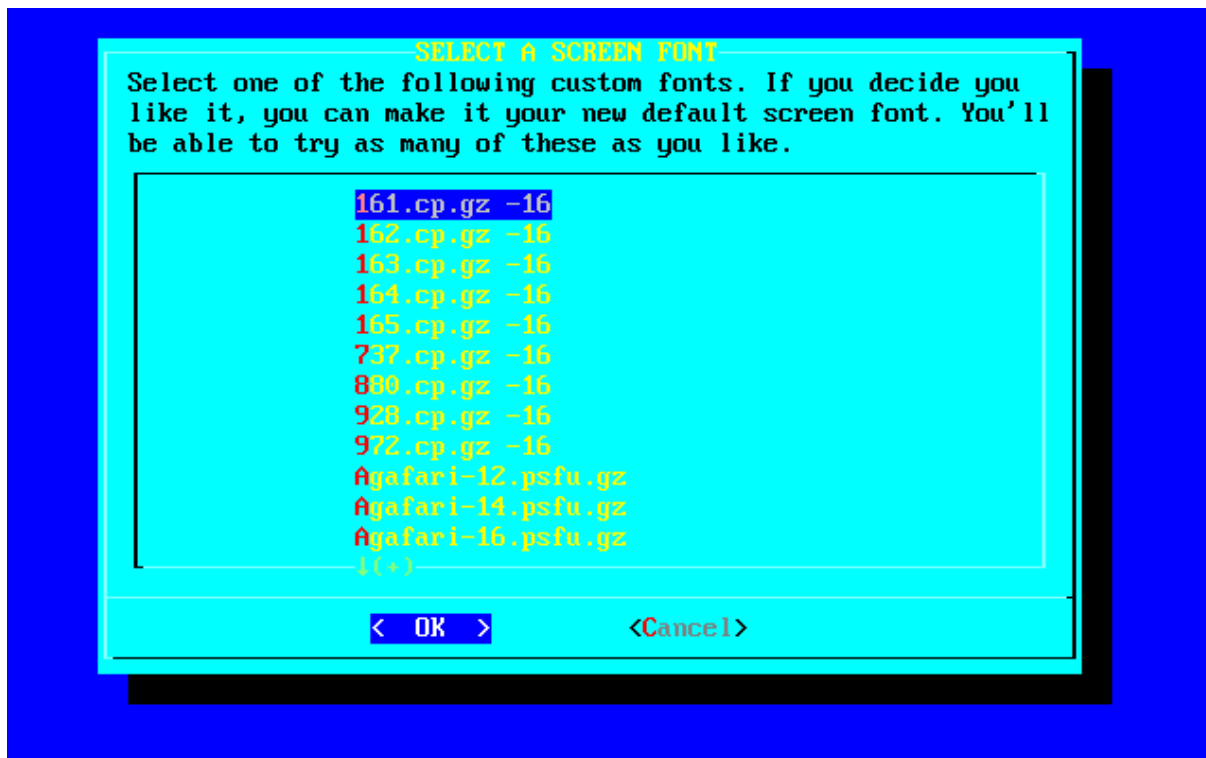 SELECT A SCREEN FONT
Select one of the following custom fonts. If you decide you
like it, you can make it your new default screen font. You'll
be able to try as many of these as you like.
161.cp.gz -16
162.cp.gz -16
163.cp.gz -16
164.cp.gz -16
165.cp.gz -16
737.cp.gz -16
880.cp.gz -16
928.cp.gz -16
972.cp.gz -16
Agafari-12.psfu.gz
Agafari-14.psfu.gz
Agafari-16.psfu.gz
↓(+)
< OK > <Cancel>